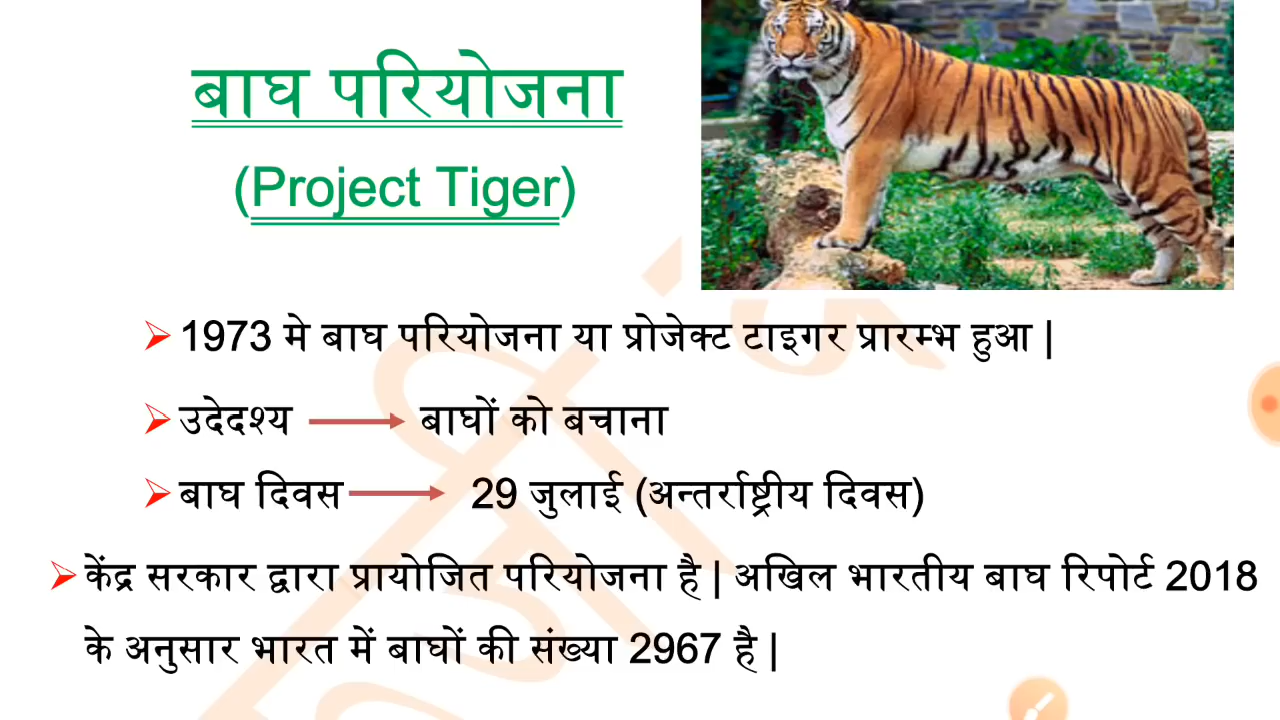 बाघ परियोजना
(Project Tiger)
1973 मे बाघ परियोजना या प्रोजेक्ट टाइगर प्रारम्भ हुआ |
उदेदश्य बाघों को बचाना
बाघ दिवस 29 जुलाई (अन्तर्राष्ट्रीय दिवस)
केंद्र सरकार द्वारा प्रायोजित परियोजना है | अखिल भारतीय बाघ रिपोर्ट 2018
के अनुसार भारत में बाघों की संख्या 2967 है |